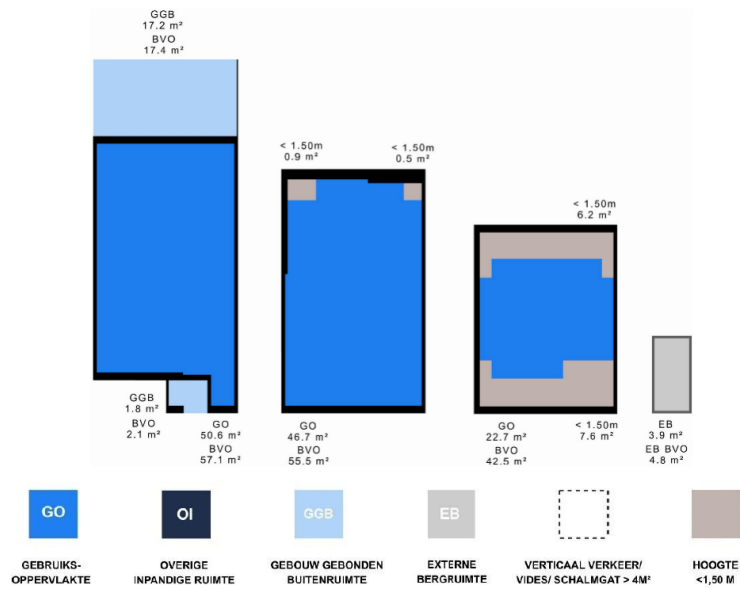 GGB
17.2 m²
BVO
17.4 m²
< 1.50m
0.9 m²
< 1.50m
0.5 m²
< 1.50m
6.2 m²
GGB
1.8 m²
BVO
2.1 m²
GO
50.6 m²
BVO
57.1 m²
GO
46.7 m²
BVO
55.5 m²
GO
22.7 m²
BVO
42.5 m²
< 1.50m
7.6 m²
EB
3.9 m²
EB BVO
4.8 m²
GO
GEBRUIKS-
OPPERVLAKTE
OI
OVERIGE
INPANDIGE RUIMTE
GGB
GEBOUW GEBONDEN
BUITENRUIMTE
EB
EXTERNE
BERGRUIMTE
VERTICAAL VERKEER/
VIDES/ SCHALMGAT > 4M²
HOOGTE
<1,50 M